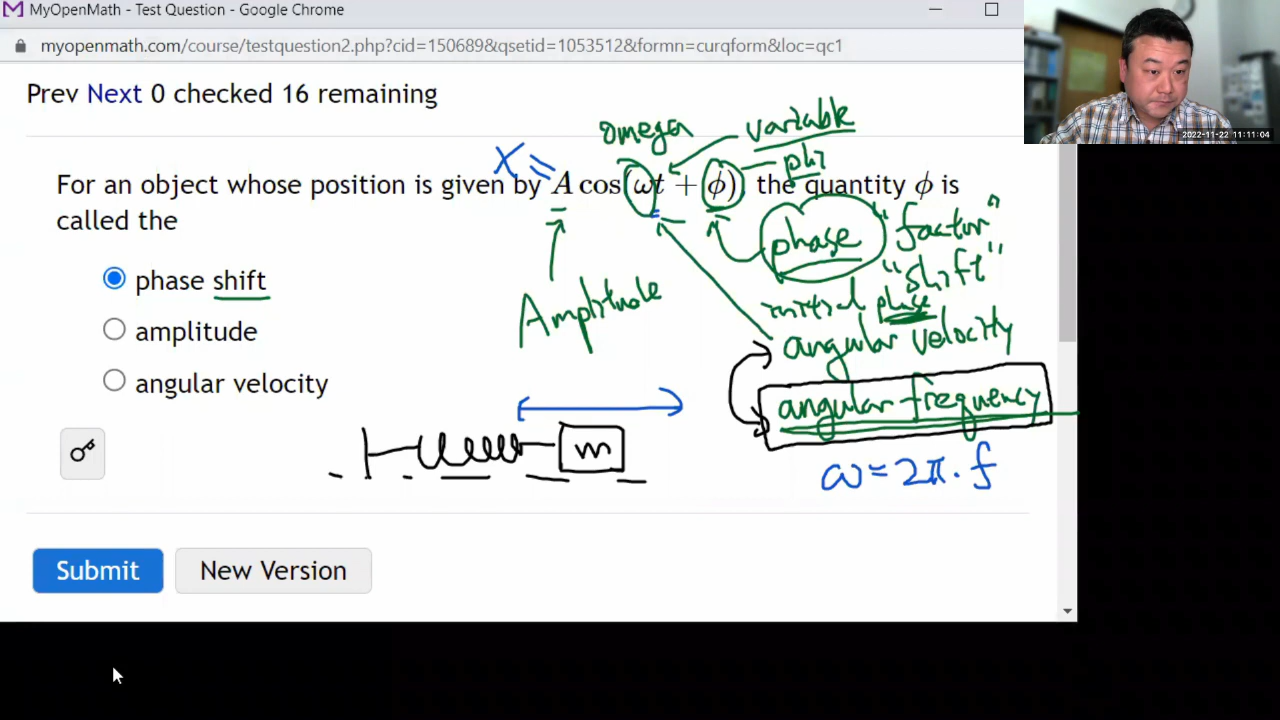 MyOpenMath - Test Question - Google Chrome
myopenmath.com/course/testquestion2.php?cid=150689&qsetid=1053512&formn=curqform&loc=qc1
2022-11-22 11:11:04
Prev Next 0 checked 16 remaining
omega
variable
phi
X =
For an object whose position is given by A cos(ωt + ϕ) the quantity ϕ is
called the
phase "factor"
"shift"
initial phase
phase shift
Amplitude
amplitude
angular velocity
angular velocity
angular frequency
m
ω = 2π · f
Submit
New Version